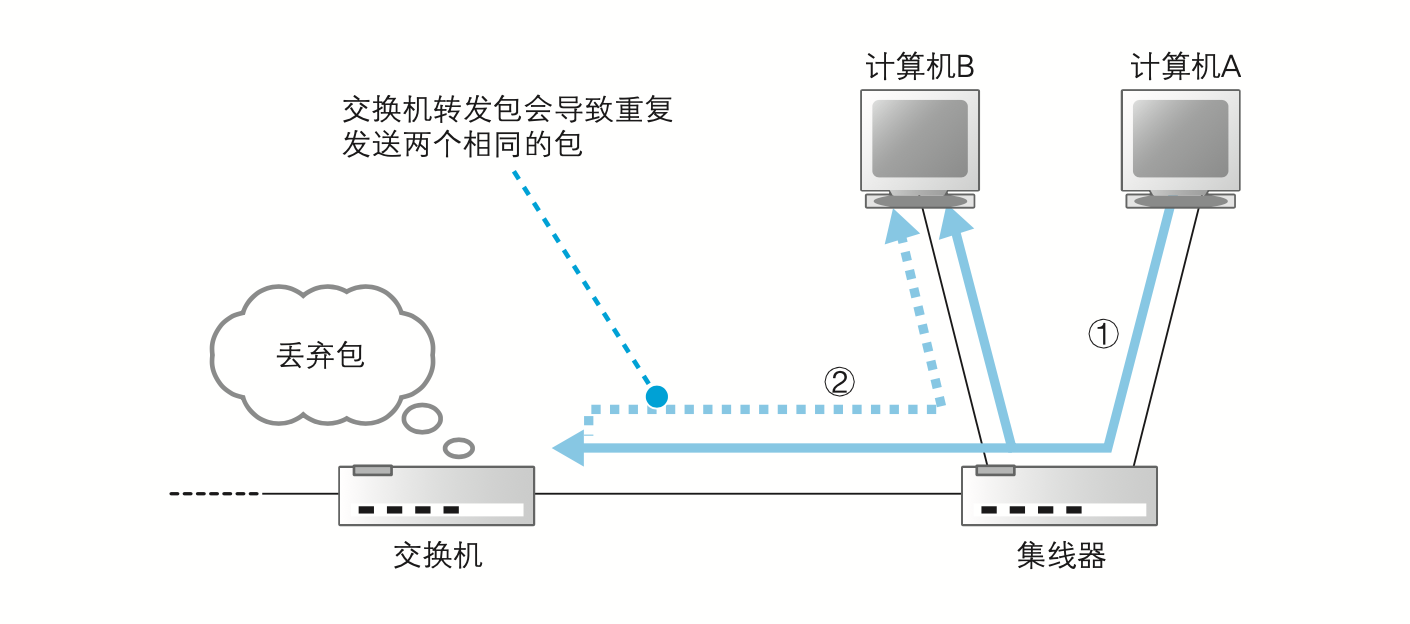 计算机B
计算机A
交换机转发包会导致重复
发送两个相同的包
①
丢弃包
②
交换机
集线器